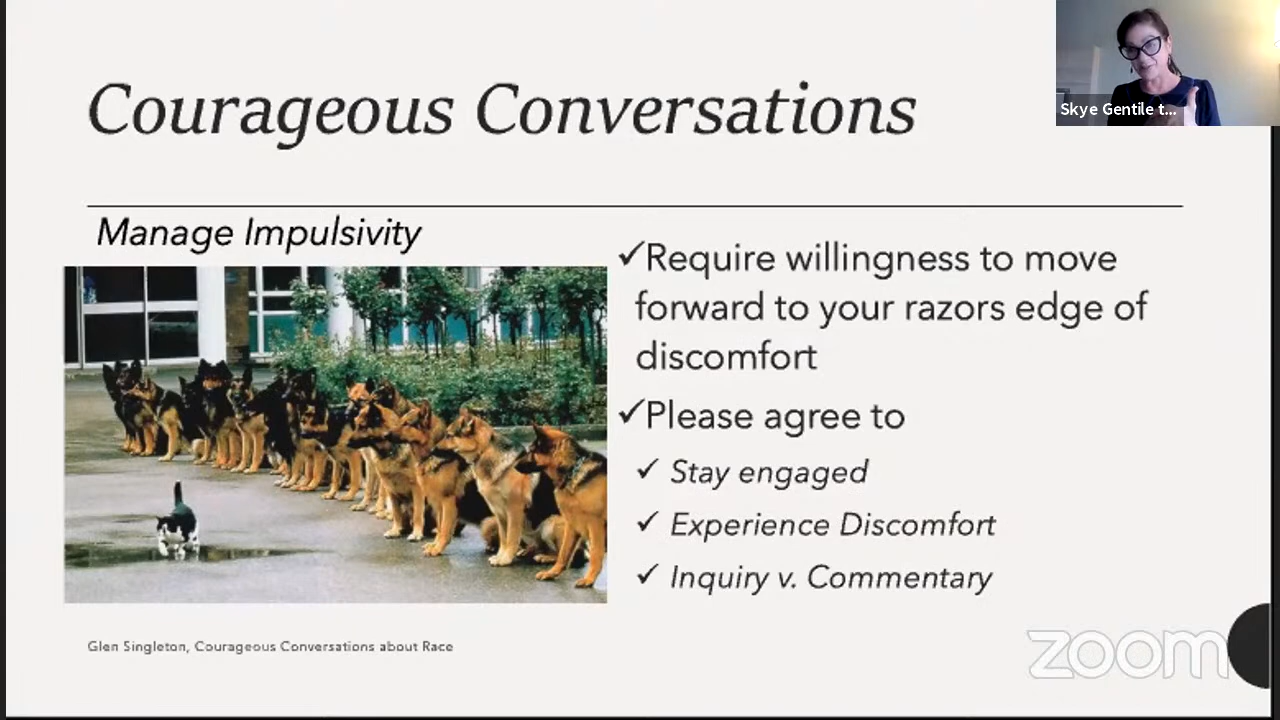 Courageous Conversations
Skye Gentile t...
Manage Impulsivity
✓Require willingness to move
forward to your razors edge of
discomfort
✓Please agree to
✓ Stay engaged
✓ Experience Discomfort
✓ Inquiry v. Commentary
Glen Singleton, Courageous Conversations about Race
zoom